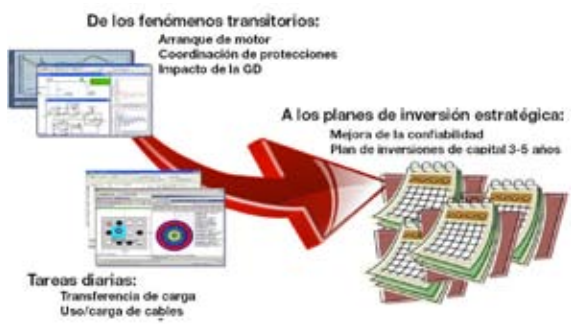 De los fenómenos transitorios:
Arranque de motor
Coordinación de protecciones
Impacto de la GD
A los planes de inversión estratégica:
Mejora de la confiabilidad
Plan de inversiones de capital 3-5 años
Tareas diarias:
Transferencia de carga
Uso/carga de cables